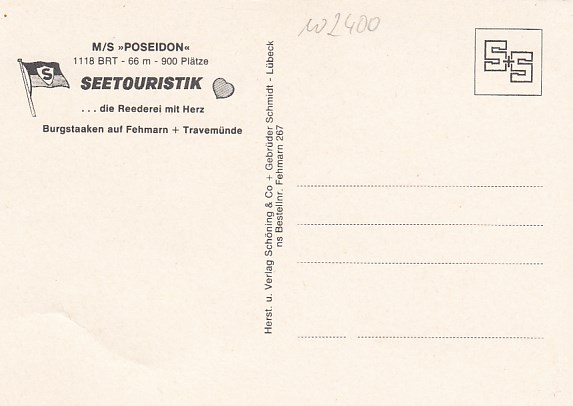 M/S »POSEIDON«
1118 BRT - 66 m - 900 Plätze
S
SEETOURISTIK
. . . die Reederei mit Herz
Burgstaaken auf Fehmarn + Travemünde
Herst. u. Verlag Schöning & Co + Gebrüder Schmidt - Lübeck
ns Bestellnr. Fehmarn 267
w2400
S+S